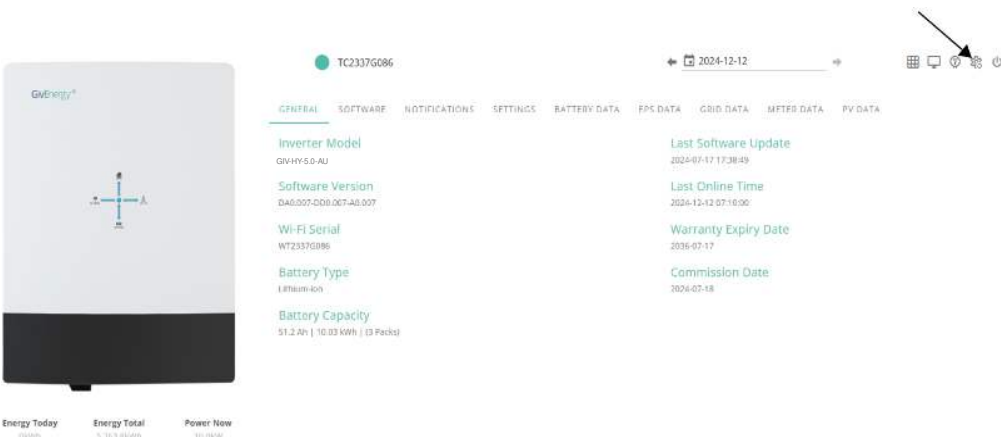 TC2337G086
2024-12-12
GivEnergy
GENERAL SOFTWARE NOTIFICATIONS SETTINGS BATTERY DATA EPS DATA GRID DATA METER DATA PV DATA
Inverter Model
GIV-HY-5.0-AU
Software Version
DA0.007-DD0.007-A0.007
Wi-Fi Serial
WT2337G086
Battery Type
Lithium-Ion
Battery Capacity
51.2 Ah | 10.03 kWh | (3 Packs)
Last Software Update
2024-07-17 17:38:49
Last Online Time
2024-12-12 07:10:00
Warranty Expiry Date
2036-07-17
Commission Date
2024-07-18
Energy Today Energy Total Power Now